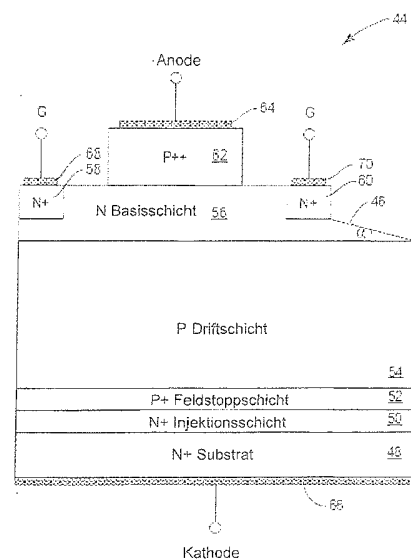 44
Anode
64
G
G
68
58
P++ 62
70
60
N+
N+
46
N Basisschicht 56
α
P Driftschicht
54
P+ Feldstoppschicht 52
N+ Injektionsschicht 50
N+ Substrat 48
66
Kathode